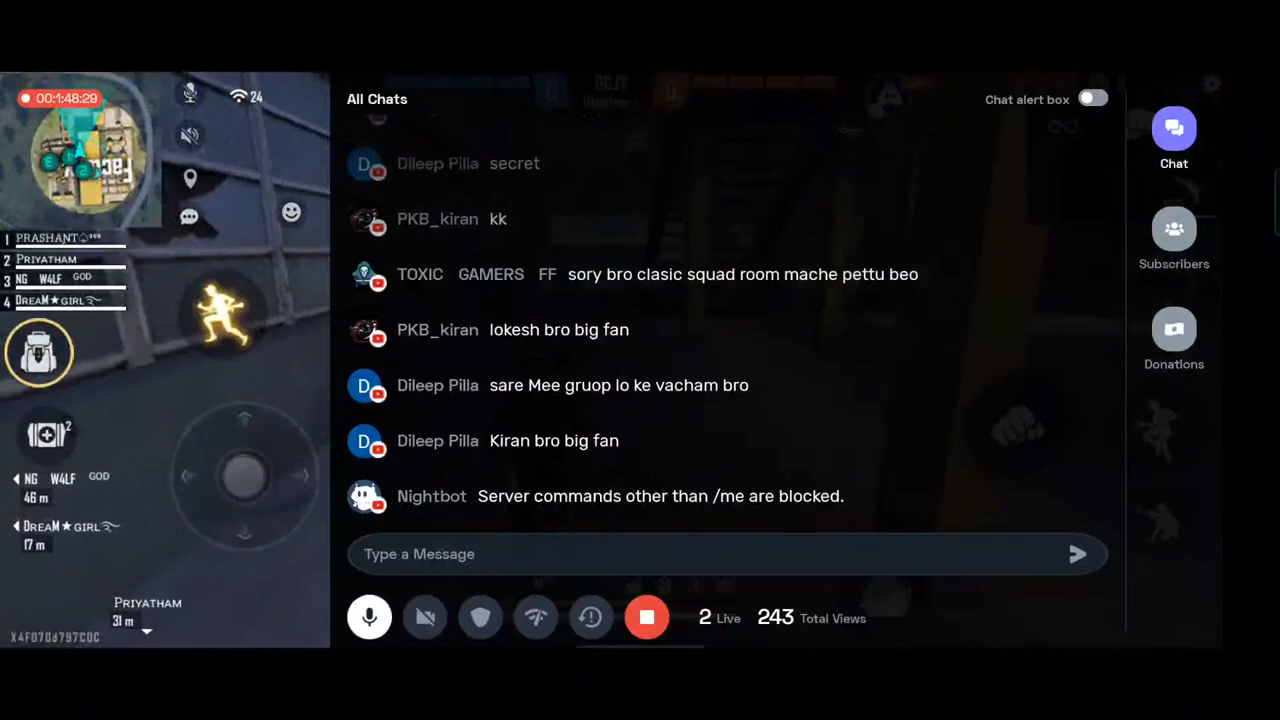 00:1:48:29
24
1 PRASHANT♤⁹⁹⁹
2 PRIYATHAM
3 NG W4LF GOD
4 DREAM★GIRL
2
NG W4LF GOD
46 m
DREAM★GIRL
17 m
PRIYATHAM
31 m
X4F070d797C0C
All Chats
Chat alert box
Dileep Pilla secret
PKB_kiran kk
TOXIC GAMERS FF sory bro clasic squad room mache pettu beo
PKB_kiran lokesh bro big fan
Dileep Pilla sare Mee gruop lo ke vacham bro
Dileep Pilla Kiran bro big fan
Nightbot Server commands other than /me are blocked.
Type a Message
2 Live 243 Total Views
Chat
Subscribers
Donations